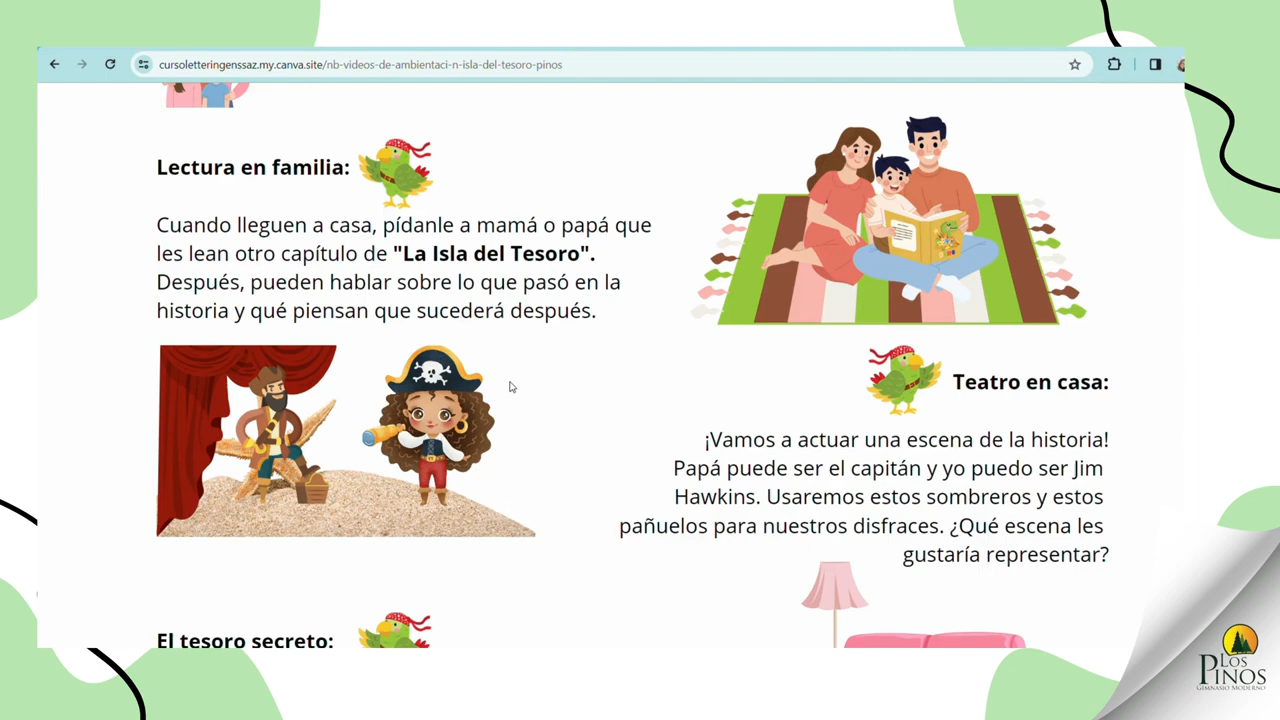 cursoletteringenssaz.my.canva.site/nb-videos-de-ambientaci-n-isla-del-tesoro-pinos
Lectura en familia:
Cuando lleguen a casa, pídanle a mamá o papá que
les lean otro capítulo de "La Isla del Tesoro".
Después, pueden hablar sobre lo que pasó en la
historia y qué piensan que sucederá después.
Teatro en casa:
¡Vamos a actuar una escena de la historia!
Papá puede ser el capitán y yo puedo ser Jim
Hawkins. Usaremos estos sombreros y estos
pañuelos para nuestros disfraces. ¿Qué escena les
gustaría representar?
El tesoro secreto:
LOS
PINOS
GIMNASIO MODERNO